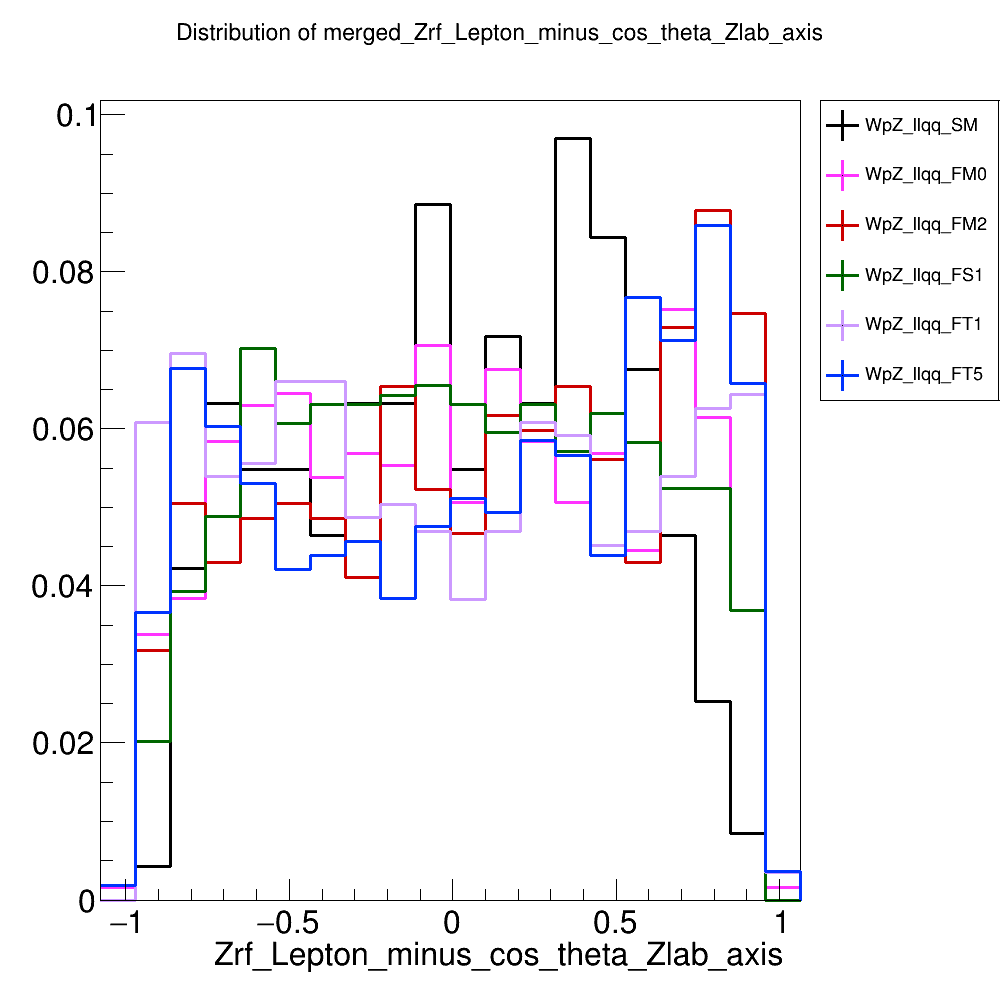 Distribution of merged_Zrf_Lepton_minus_cos_theta_Zlab_axis
0.1
0.08
0.06
0.04
0.02
0
−1
−0.5
0
0.5
1
Zrf_Lepton_minus_cos_theta_Zlab_axis
WpZ_llqq_SM
WpZ_llqq_FM0
WpZ_llqq_FM2
WpZ_llqq_FS1
WpZ_llqq_FT1
WpZ_llqq_FT5